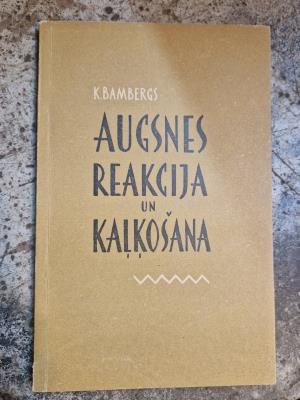 K.BAMBERGS
AUGSNES
REAKCIJA
UN
KAĻĶOŠANA